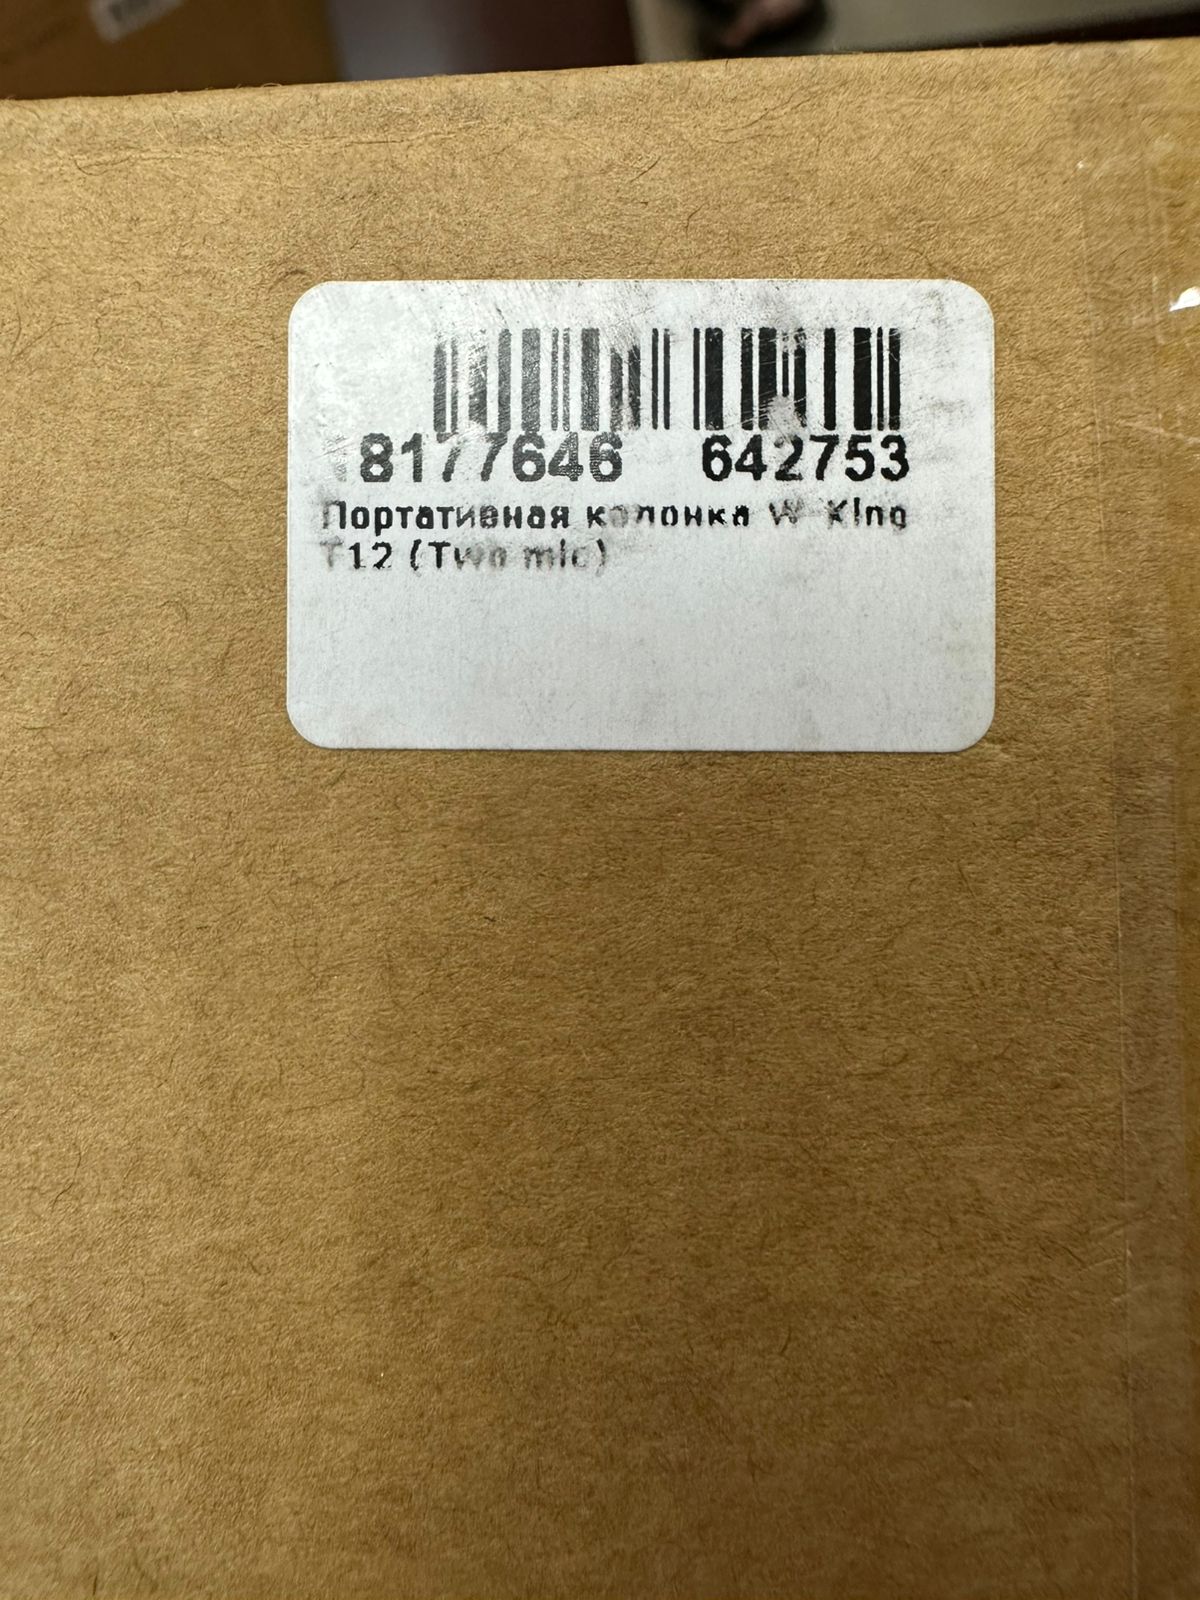 8177646 642753
Портативная колонка W-King
T12 (Two mic)